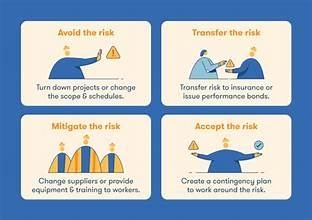 Avoid the risk
Turn down projects or change
the scope & schedules.
Transfer the risk
Transfer risk to insurance or
issue performance bonds.
Mitigate the risk
Change suppliers or provide
equipment & training to workers.
Accept the risk
Create a contingency plan
to work around the risk.